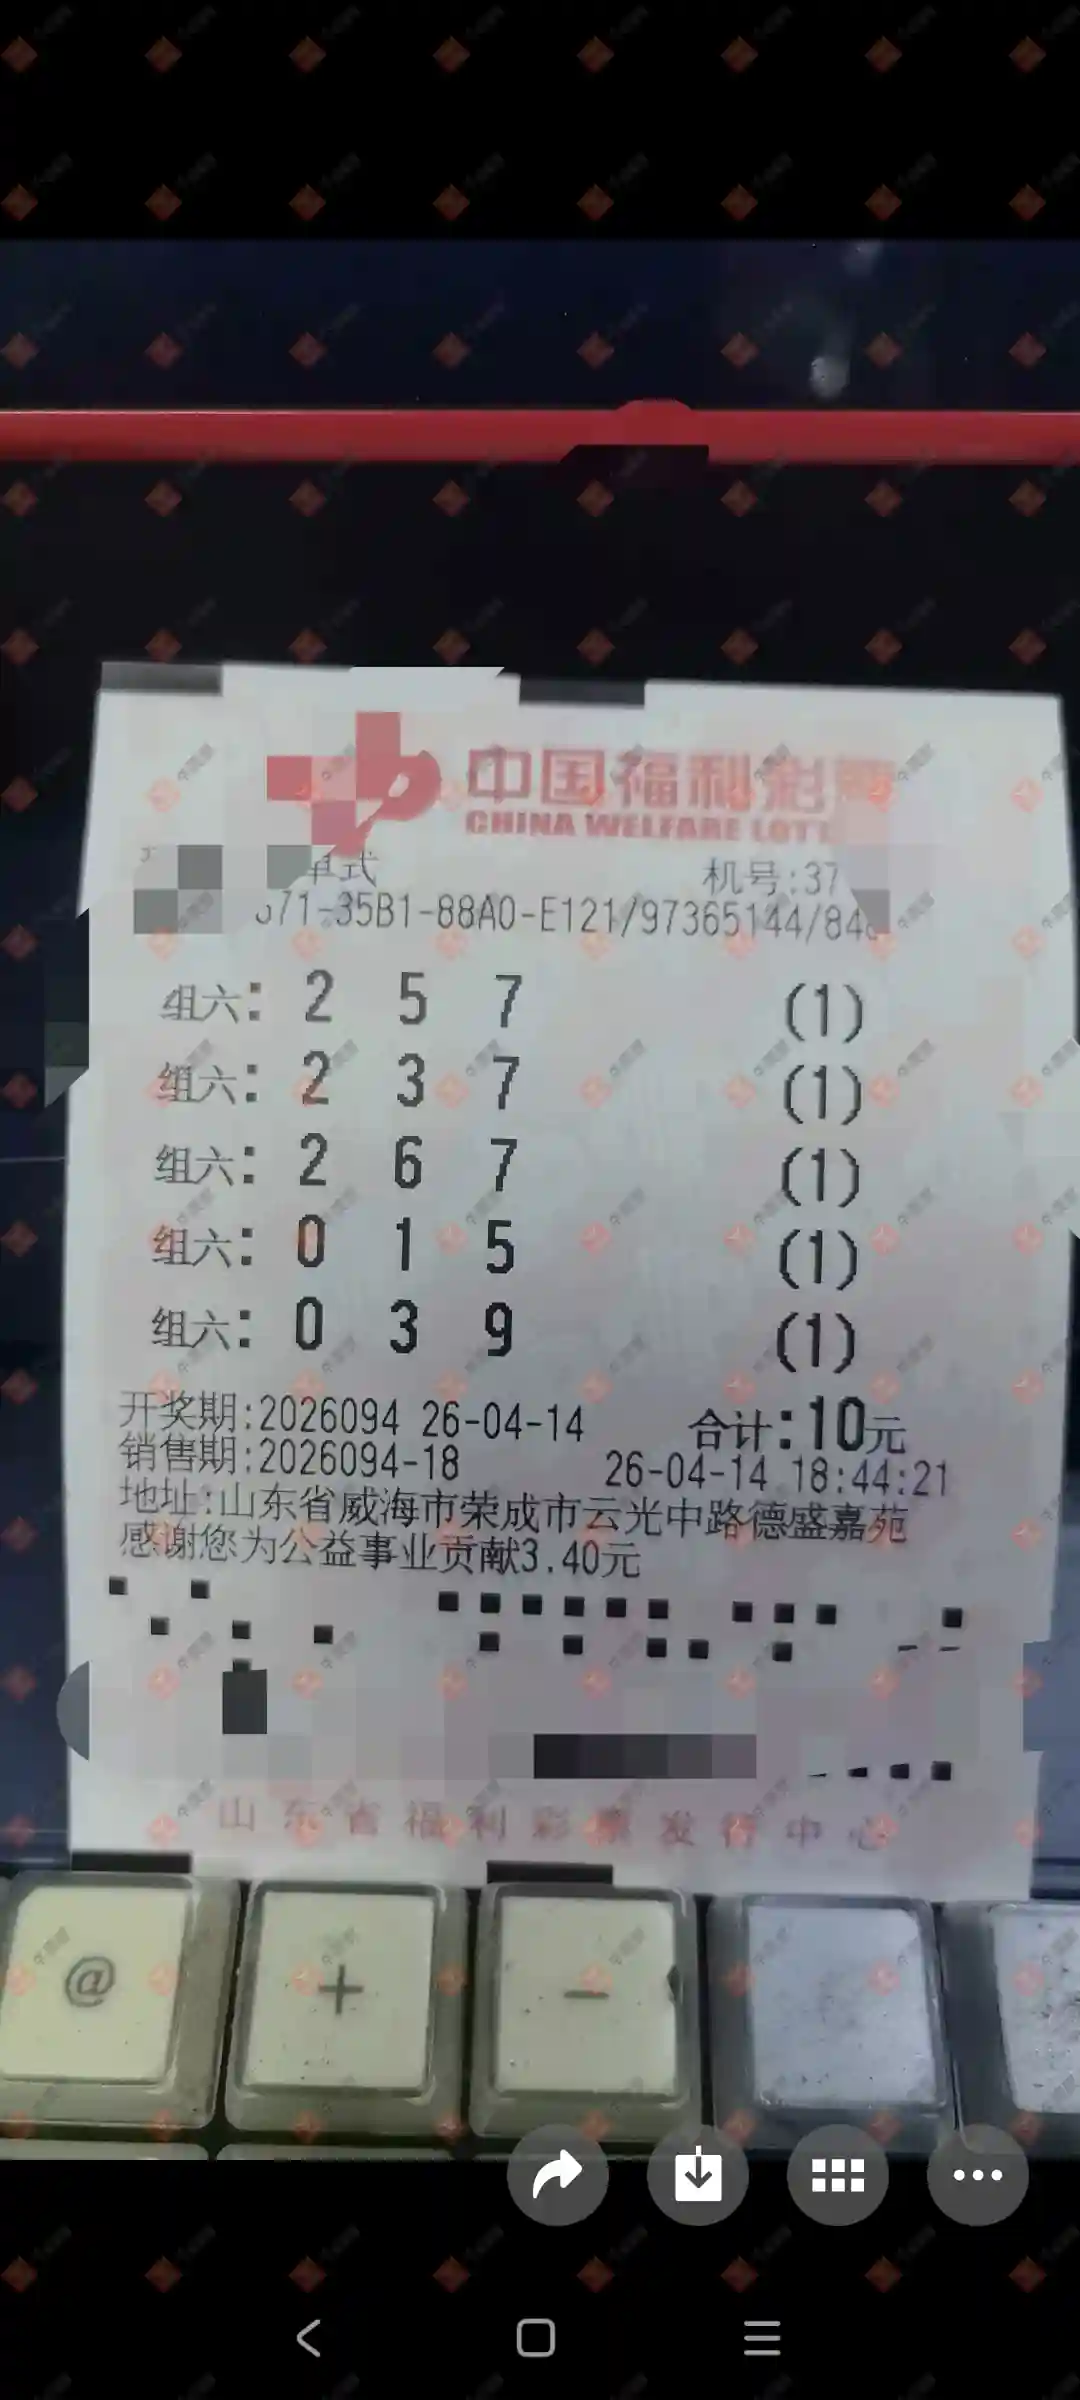 中国福利彩
CHINA WELFARE LOTT
单式
机号:37
71-35B1-88A0-E121/97365144/84
组六: 2 5 7 (1)
组六: 2 3 7 (1)
组六: 2 6 7 (1)
组六: 0 1 5 (1)
组六: 0 3 9 (1)
开奖期:2026094 26-04-14 合计:10元
销售期:2026094-18 26-04-14 18:44:21
地址:山东省威海市荣成市云光中路德盛嘉苑
感谢您为公益事业贡献3.40元
山东省福利彩票发行中心
@ + −